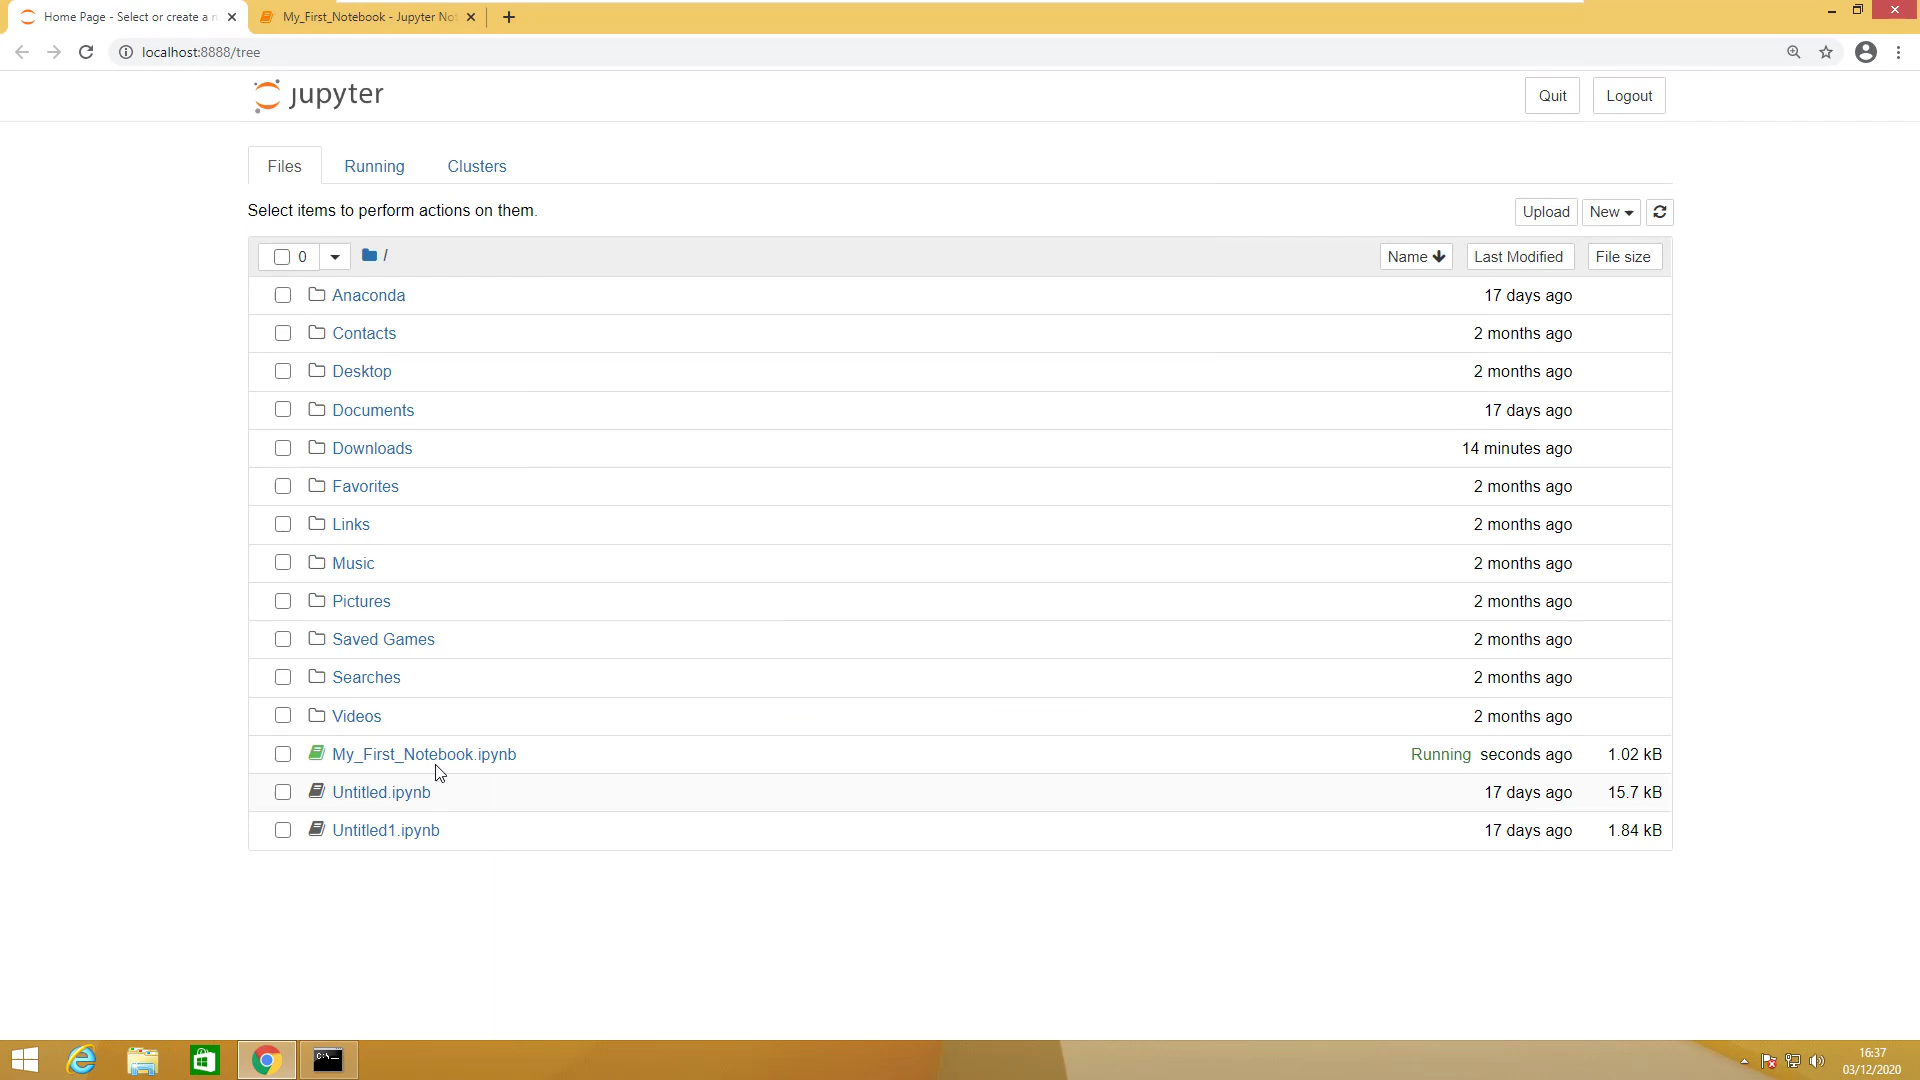 Home Page - Select or create a n
My_First_Notebook - Jupyter Not
localhost:8888/tree
jupyter
Quit
Logout
Files
Running
Clusters
Select items to perform actions on them.
Upload
New
0
/
Name
Last Modified
File size
Anaconda
17 days ago
Contacts
2 months ago
Desktop
2 months ago
Documents
17 days ago
Downloads
14 minutes ago
Favorites
2 months ago
Links
2 months ago
Music
2 months ago
Pictures
2 months ago
Saved Games
2 months ago
Searches
2 months ago
Videos
2 months ago
My_First_Notebook.ipynb
Running seconds ago
1.02 kB
Untitled.ipynb
17 days ago
15.7 kB
Untitled1.ipynb
17 days ago
1.84 kB
16:37
03/12/2020